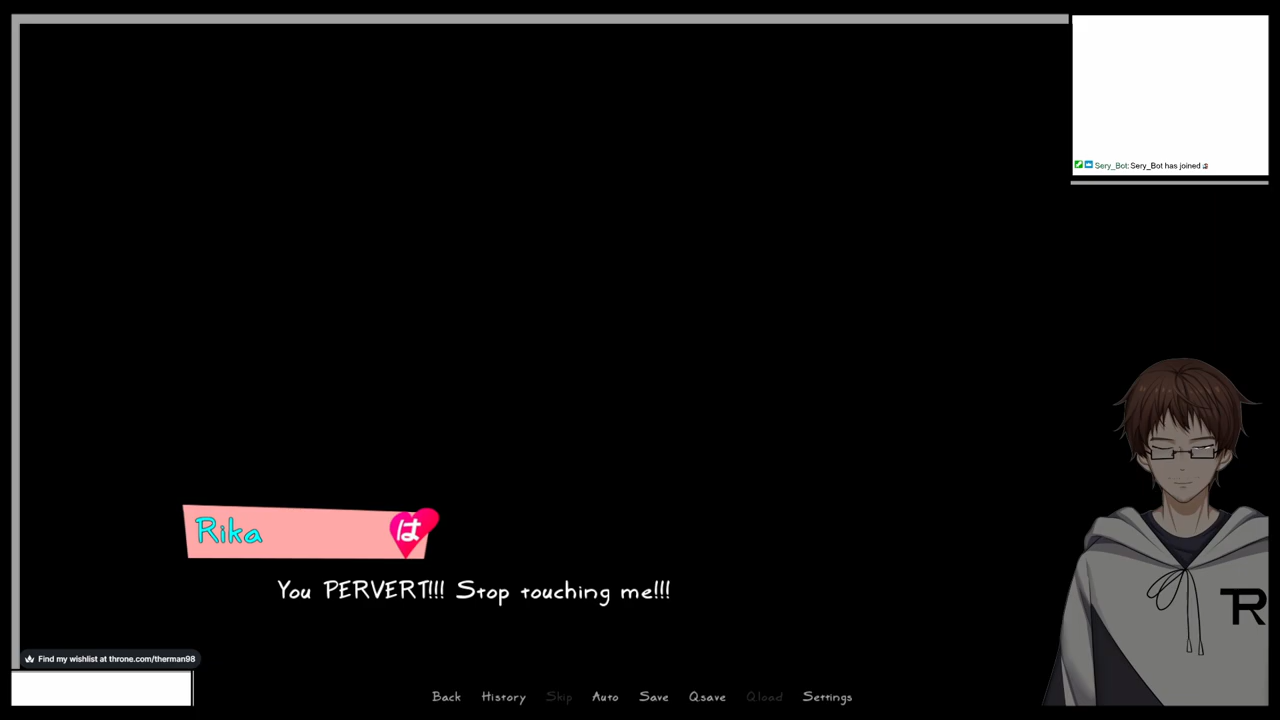 Sery_Bot: Sery_Bot has joined
Rika
は
You PERVERT!!! Stop touching me!!!
TR
Find my wishlist at throne.com/therman98
Back History Skip Auto Save Qsave Qload Settings